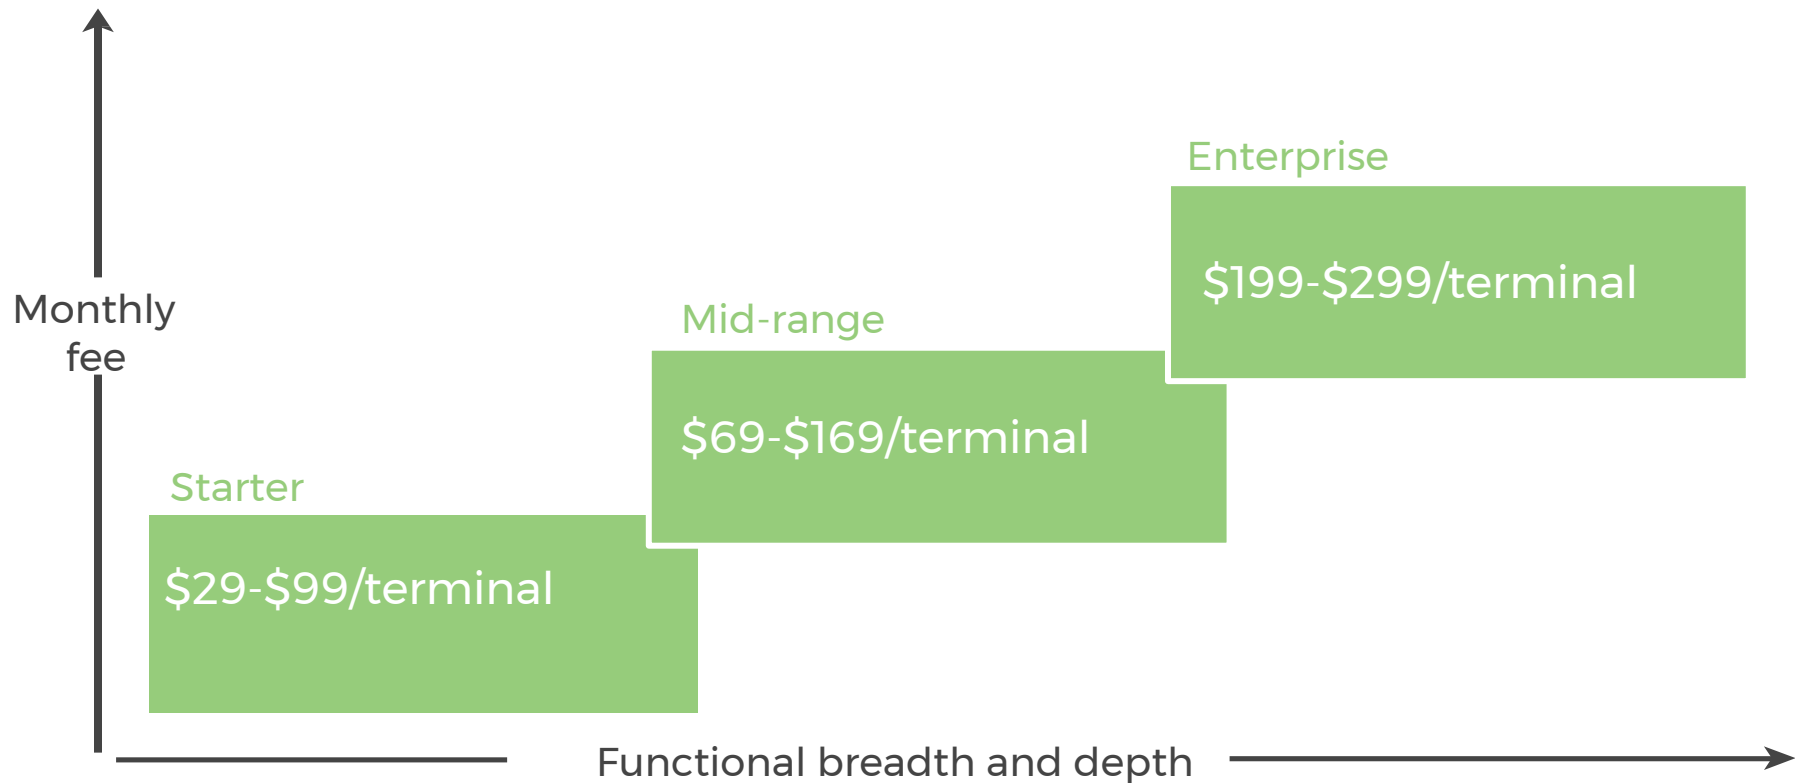 Enterprise
$199-$299/terminal
Monthly
fee
Mid-range
$69-$169/terminal
Starter
$29-$99/terminal
Functional breadth and depth